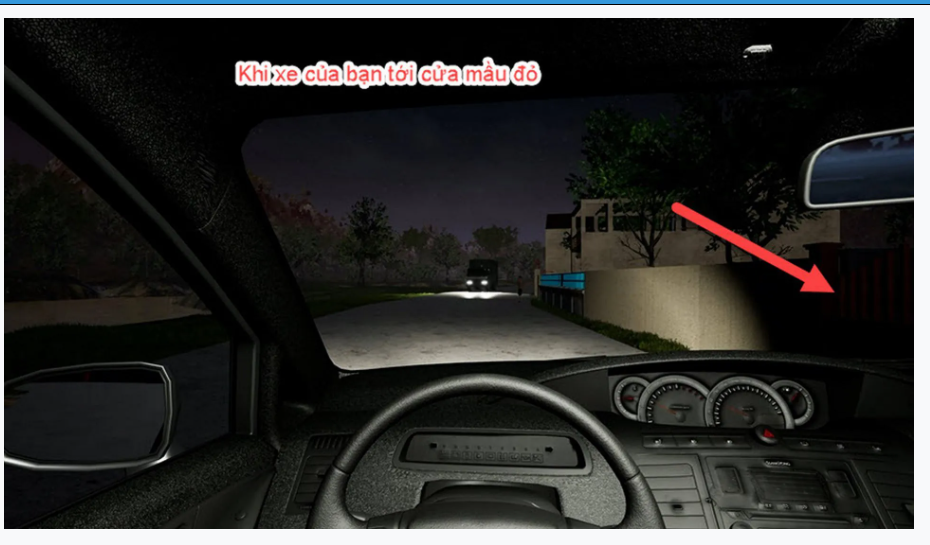 Khi xe của bạn tới cửa mầu đỏ